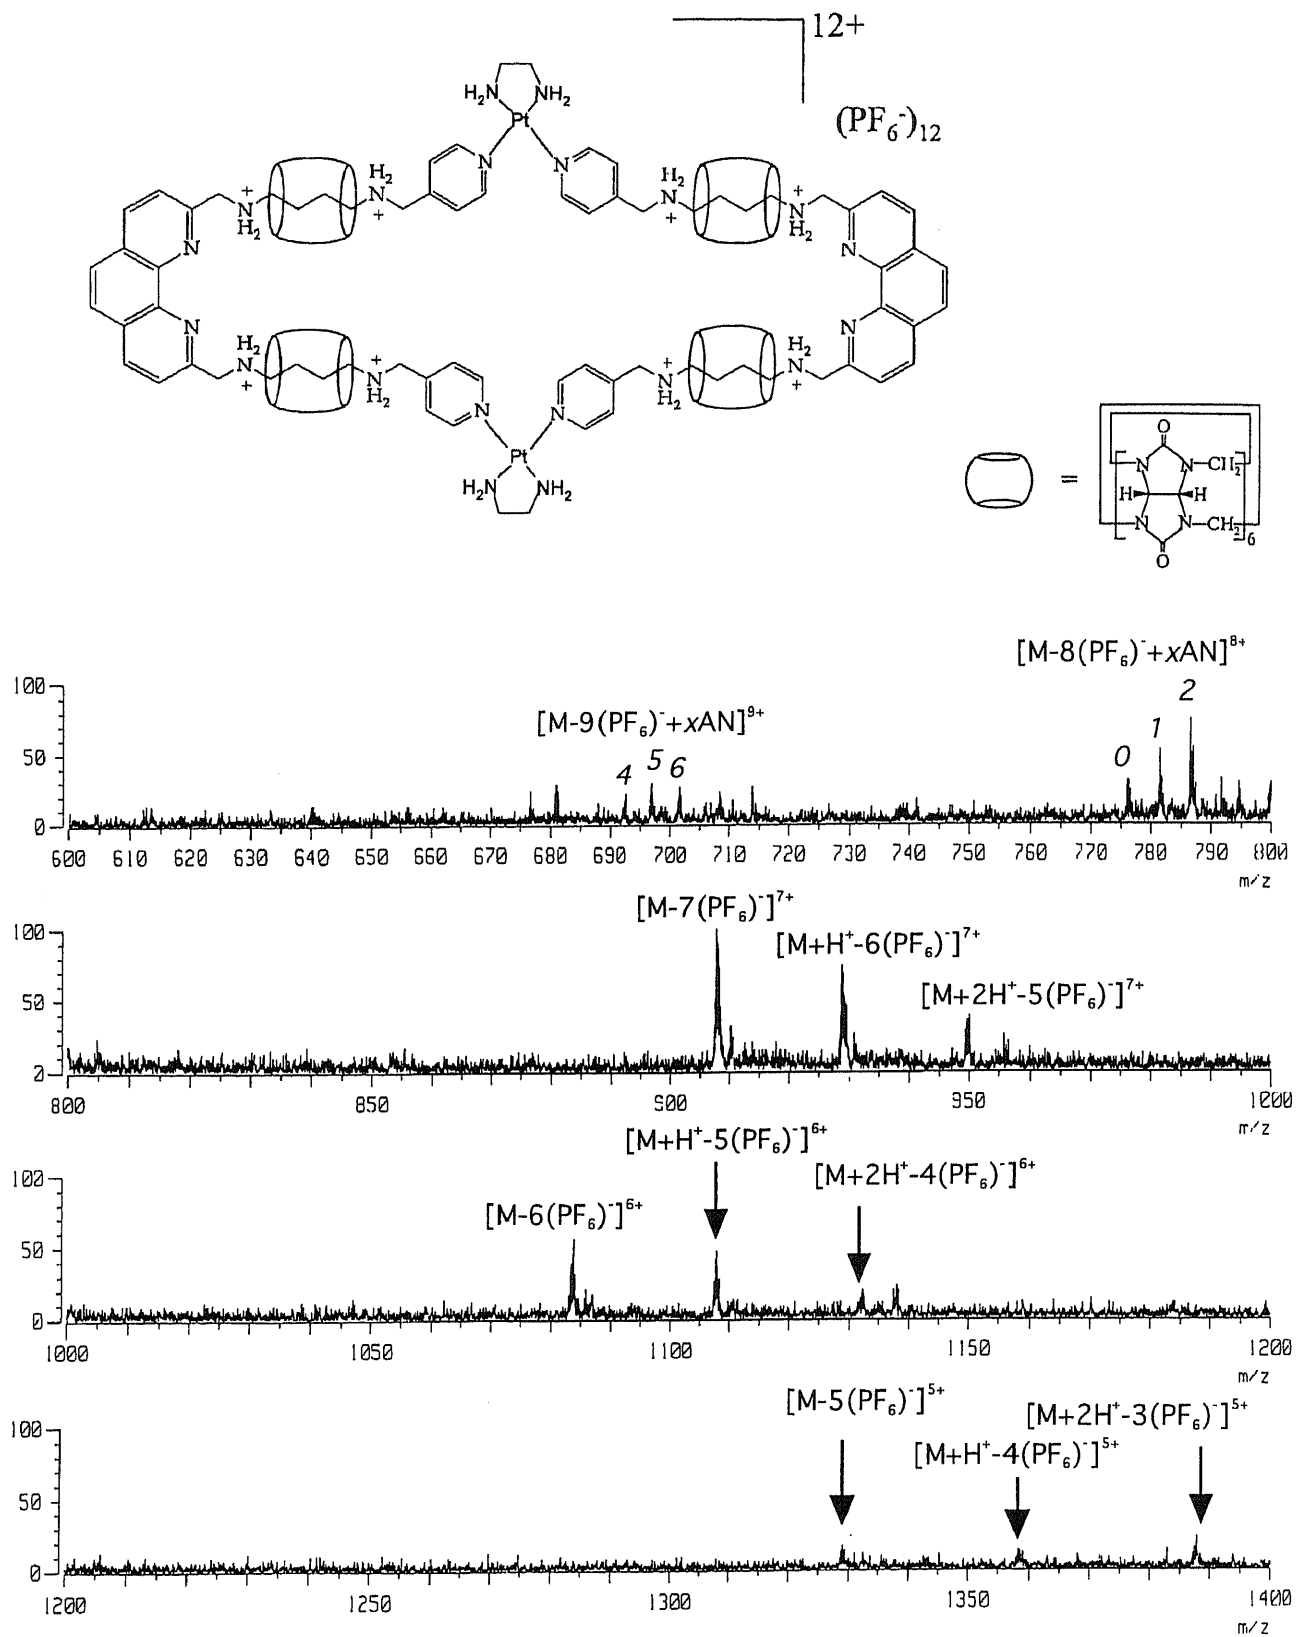 12+
(PF6-)12
H2N NH2
Pt
N N
H2 H2
+ N + N
N + N +
H2 H2
N N
N N
H2 H2
N + + N
N N
+ H2 H2 +
N N
Pt
H2N NH2
=
O
N N CH2
H H
N N CH2
6
O
[M-8(PF6)-+xAN]8+
2
[M-9(PF6)-+xAN]9+
1
0
4 5 6
100
50
0
600 610 620 630 640 650 660 670 680 690 700 710 720 730 740 750 760 770 780 790 800
m/z
[M-7(PF6)-]7+
[M+H+-6(PF6)-]7+
[M+2H+-5(PF6)-]7+
100
50
0
800 850 900 950 1000
m/z
[M+H+-5(PF6)-]6+
[M+2H+-4(PF6)-]6+
[M-6(PF6)-]6+
100
50
0
1000 1050 1100 1150 1200
m/z
[M-5(PF6)-]5+
[M+2H+-3(PF6)-]5+
[M+H+-4(PF6)-]5+
100
50
0
1200 1250 1300 1350 1400
m/z